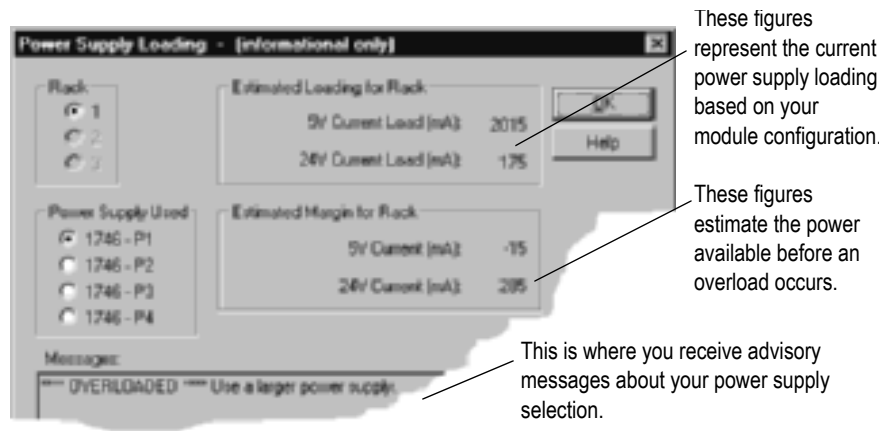 These figures
represent the current
power supply loading
based on your
module configuration.
Power Supply Loading - (informational only)
Rack
1
2
3
Estimated Loading for Rack
5V Current Load (mA): 2015
24V Current Load (mA): 175
OK
Help
These figures
estimate the power
available before an
overload occurs.
Power Supply Used
1746 - P1
1746 - P2
1746 - P3
1746 - P4
Estimated Margin for Rack
5V Current (mA): -15
24V Current (mA): 285
Messages:
**** OVERLOADED **** Use a larger power supply.
This is where you receive advisory
messages about your power supply
selection.